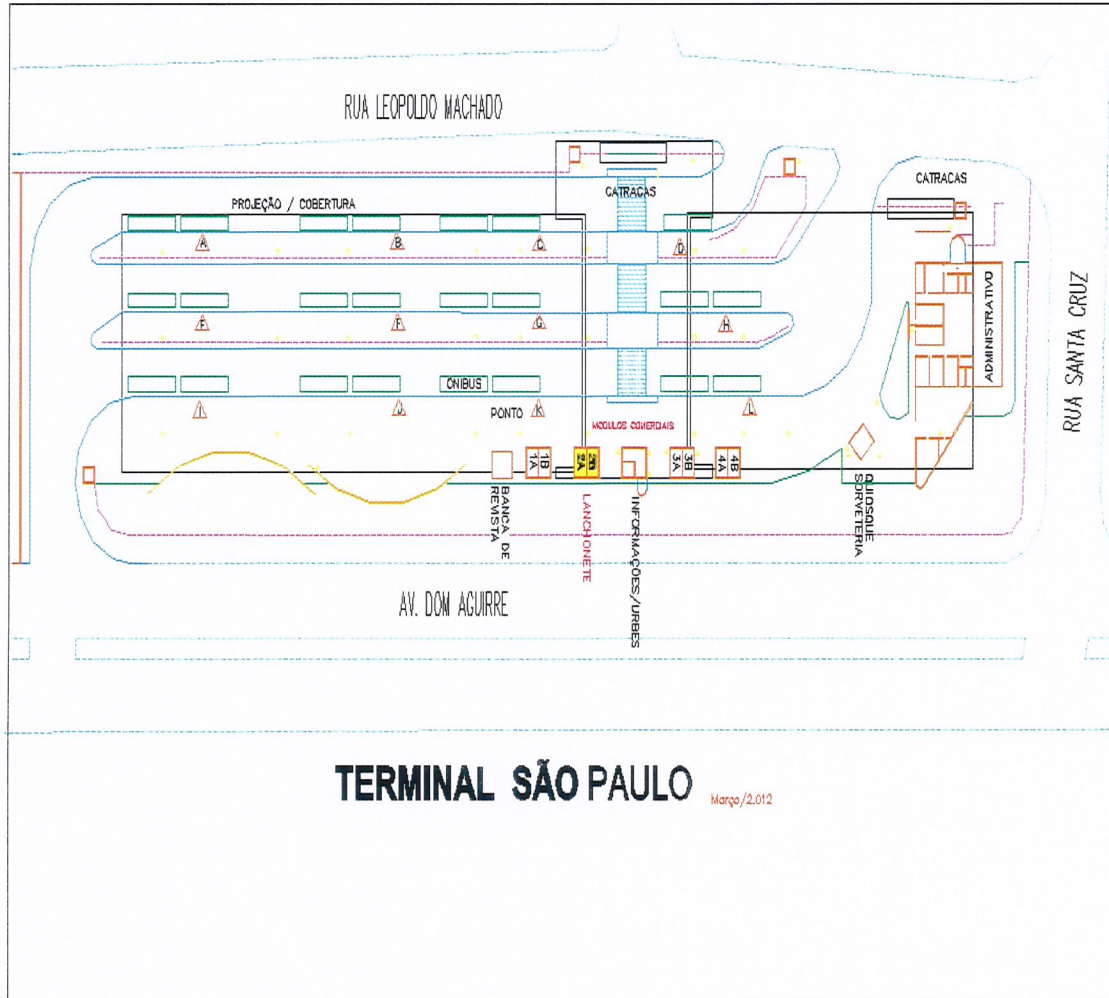 RUA LEOPOLDO MACHADO
CATRACAS
CATRACAS
PROJEÇÃO / COBERTURA
A
B
C
D
E
F
G
H
ÔNIBUS
I
J
PONTO
K
L
MODULOS COMERCIAIS
1A
1B
2A
2B
3A
3B
4A
4B
BANCA DE
REVISTA
LANCHONETE
INFORMAÇÕES/URBES
QUIOSQUE
SORVETERIA
ADMINISTRATIVO
RUA SANTA CRUZ
AV. DOM AGUIRRE
TERMINAL SÃO PAULO
Março/2.012